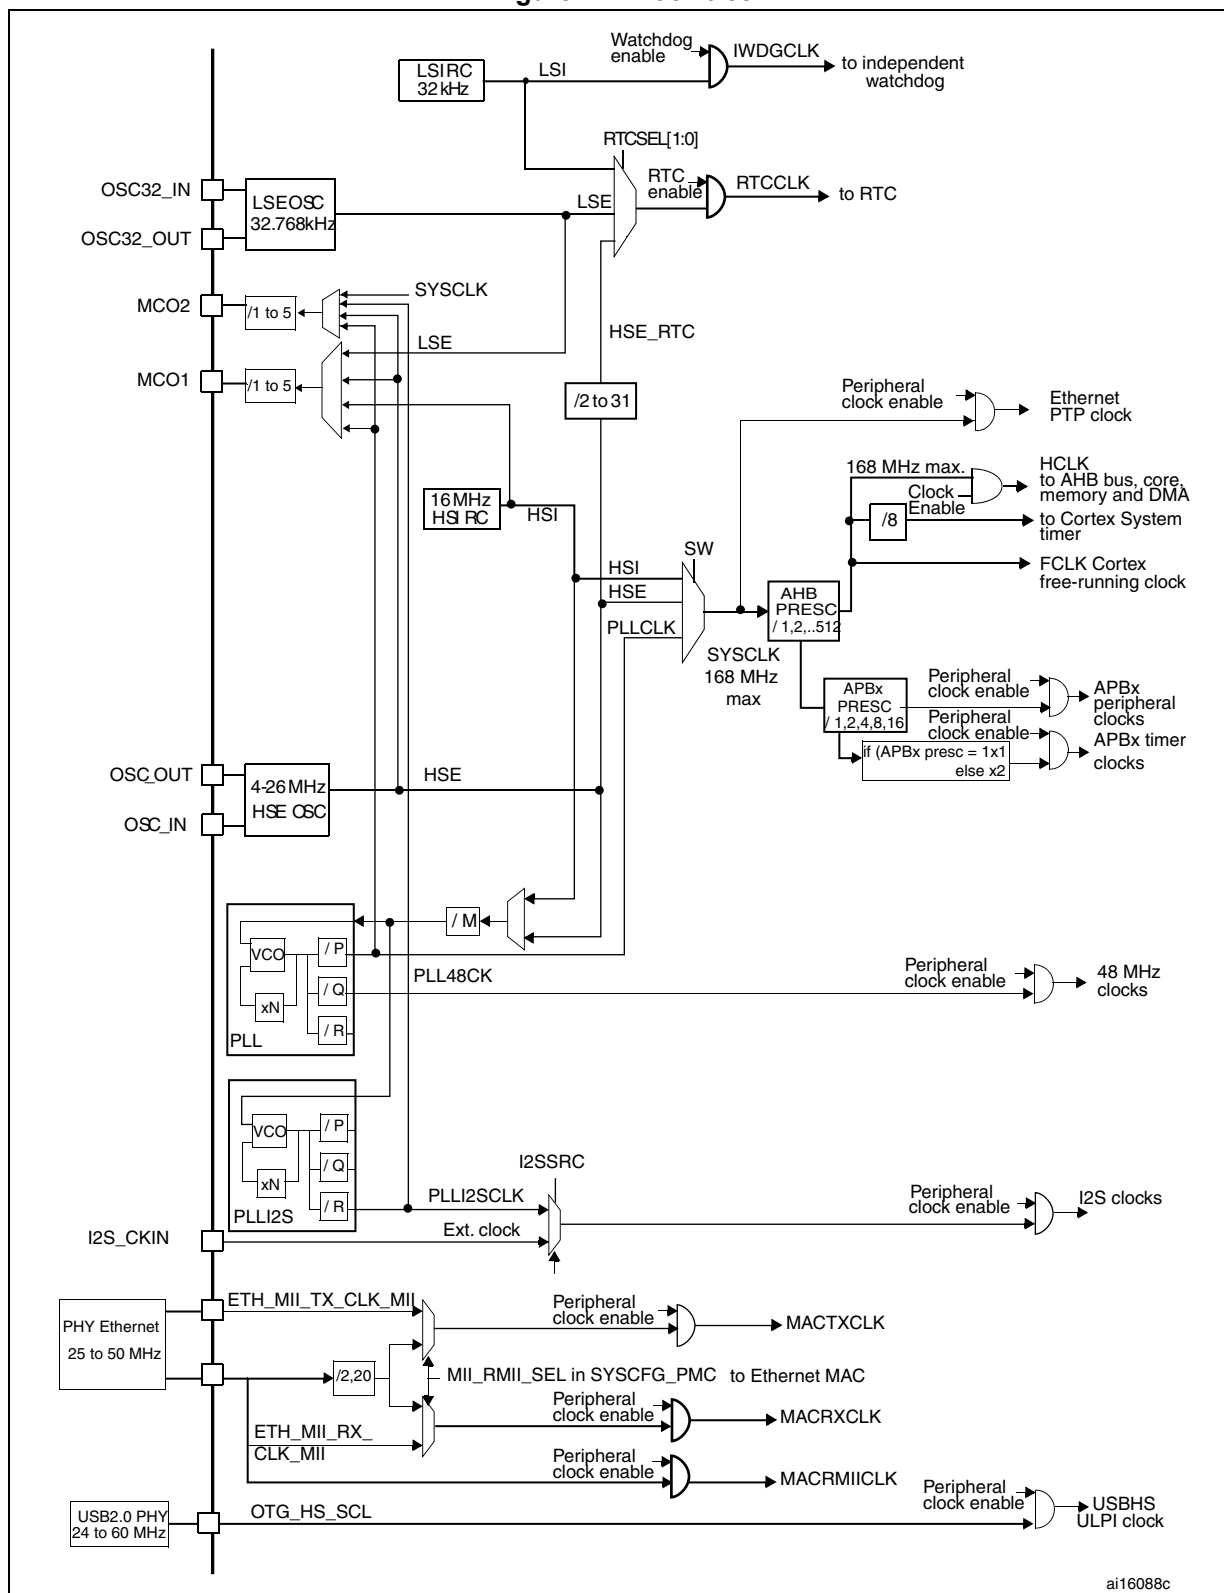 Watchdog
enable
IWDGCLK
to independent
watchdog
LSI RC
32 kHz
LSI
RTCSEL[1:0]
OSC32_IN
OSC32_OUT
LSE OSC
32.768 kHz
LSE
RTC
enable
RTCCLK
to RTC
MCO2
/1 to 5
SYSCLK
LSE
HSE_RTC
MCO1
/1 to 5
/2 to 31
Peripheral
clock enable
Ethernet
PTP clock
168 MHz max.
HCLK
to AHB bus, core,
memory and DMA
Clock
Enable
/8
to Cortex System
timer
FCLK Cortex
free-running clock
16 MHz
HSI RC
HSI
SW
HSI
HSE
PLLCLK
SYSCLK
168 MHz
max
AHB
PRESC
/ 1,2,..512
APBx
PRESC
/ 1,2,4,8,16
Peripheral
clock enable
APBx
peripheral
clocks
Peripheral
clock enable
if (APBx presc = 1x1
else x2
APBx timer
clocks
OSC_OUT
OSC_IN
4-26 MHz
HSE OSC
HSE
/ M
VCO
xN
/ P
/ Q
/ R
PLL
PLL48CK
Peripheral
clock enable
48 MHz
clocks
VCO
xN
/ P
/ Q
/ R
PLLI2S
I2SSRC
PLLI2SCLK
Ext. clock
I2S_CKIN
Peripheral
clock enable
I2S clocks
PHY Ethernet
25 to 50 MHz
ETH_MII_TX_CLK_MII
Peripheral
clock enable
MACTXCLK
/2,20
MII_RMII_SEL in SYSCFG_PMC
to Ethernet MAC
Peripheral
clock enable
MACRXCLK
ETH_MII_RX_
CLK_MII
Peripheral
clock enable
MACRMIICLK
USB2.0 PHY
24 to 60 MHz
OTG_HS_SCL
Peripheral
clock enable
USBHS
ULPI clock
ai16088c